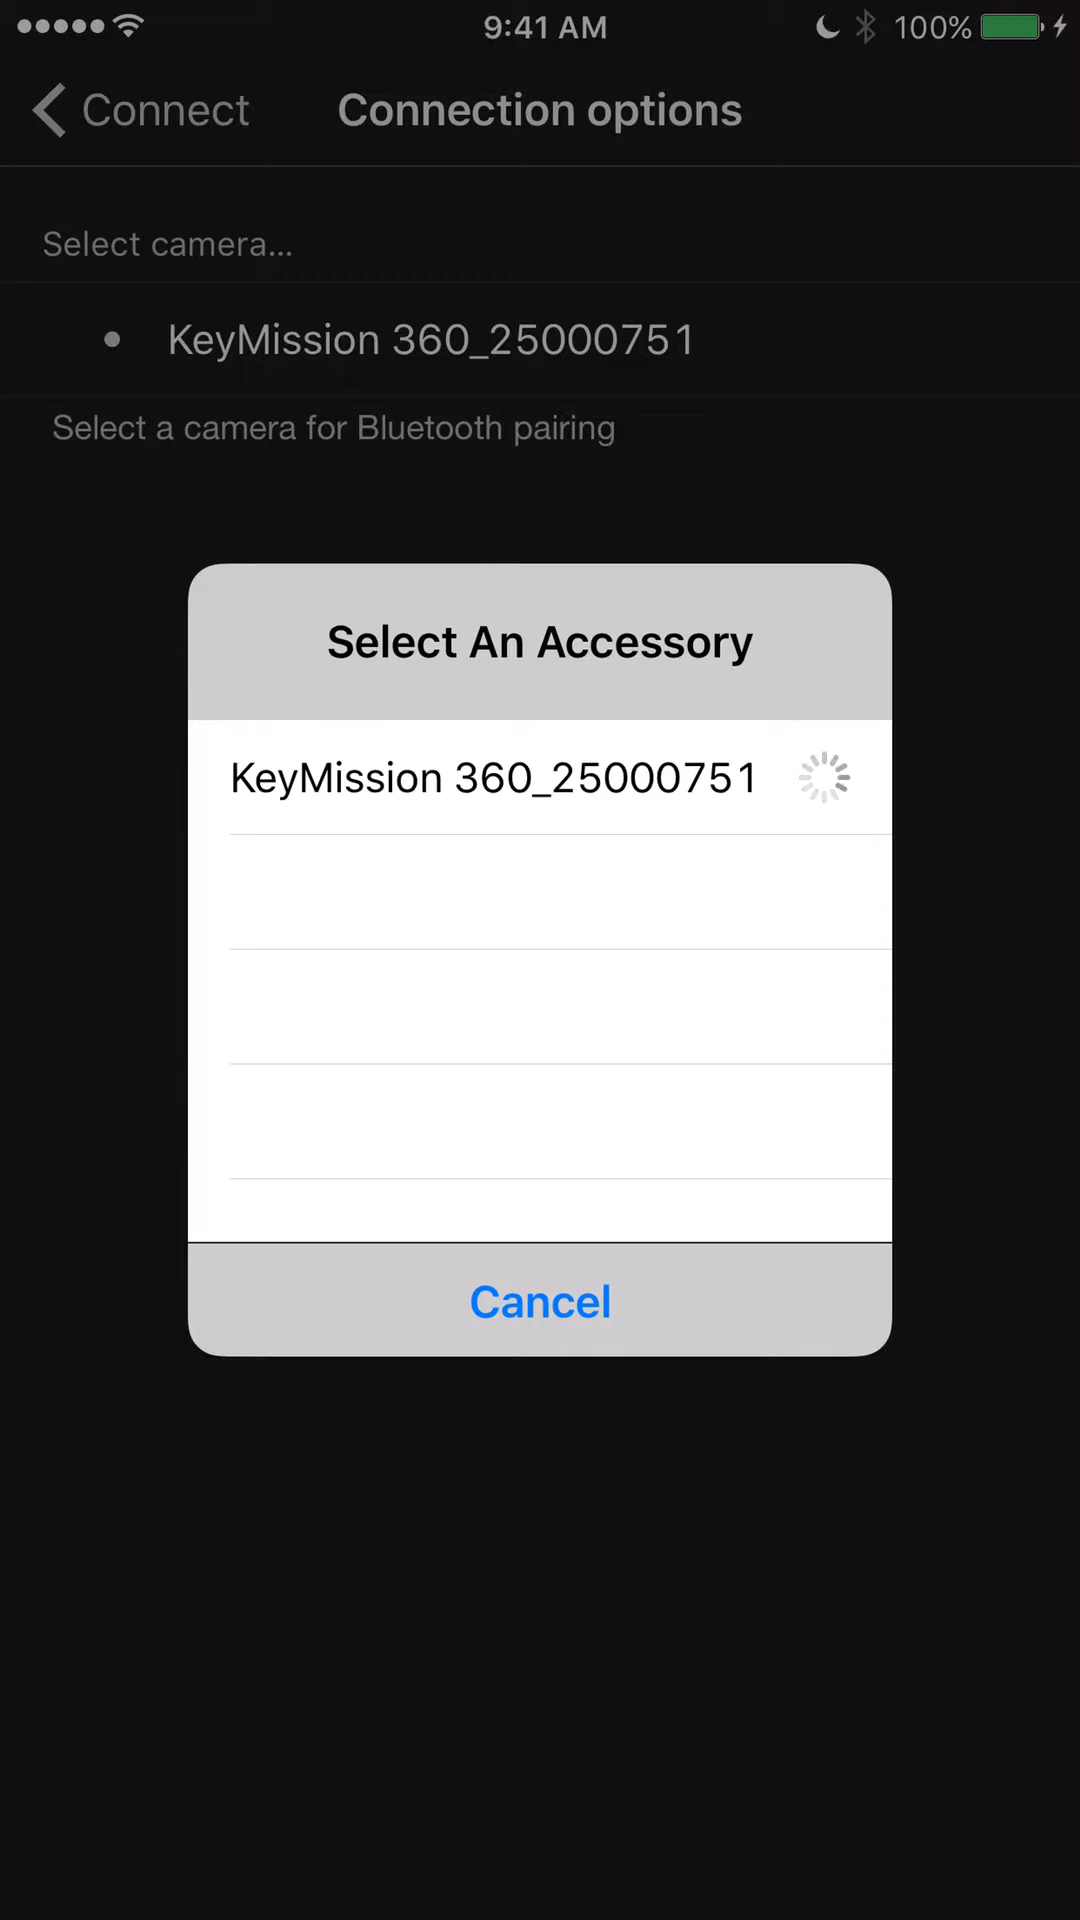 9:41 AM 100%
Connect Connection options
Select camera...
KeyMission 360_25000751
Select a camera for Bluetooth pairing
Select An Accessory
KeyMission 360_25000751
Cancel